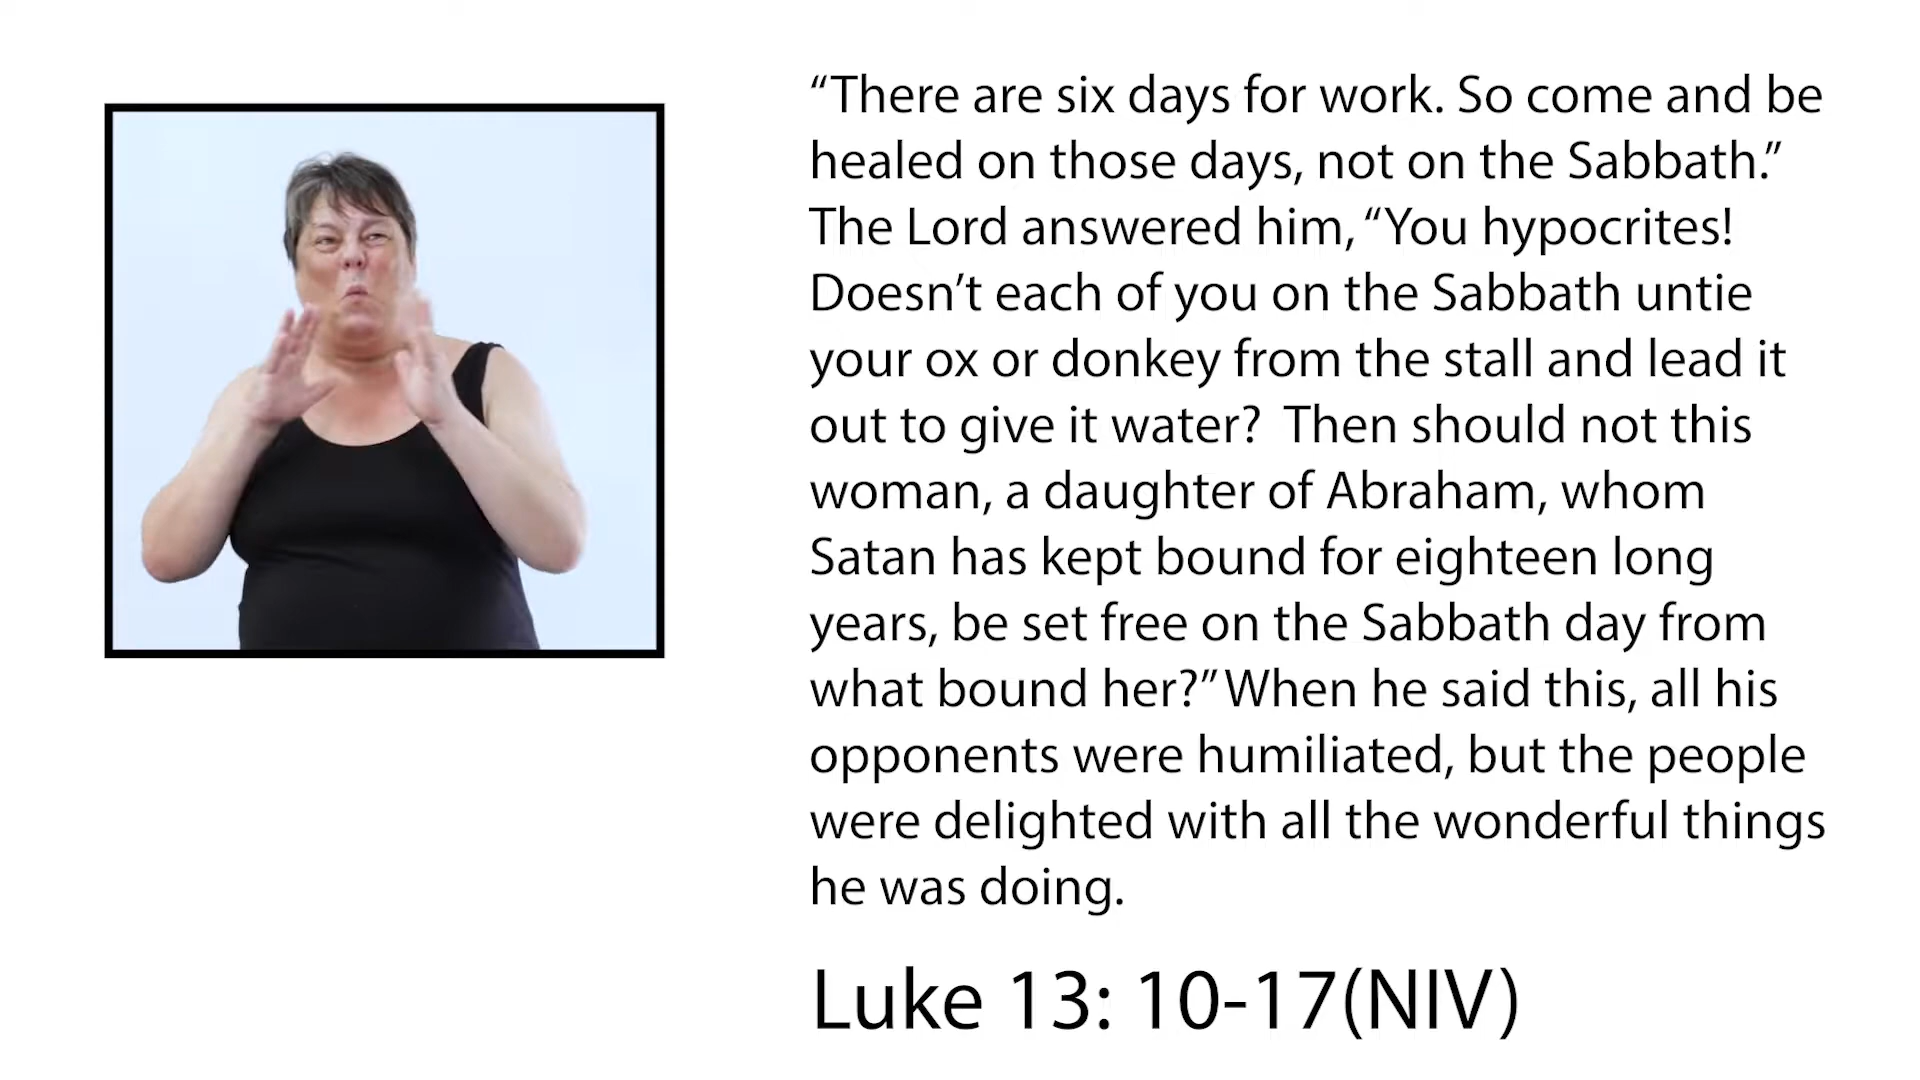 “There are six days for work. So come and be
healed on those days, not on the Sabbath.”
The Lord answered him, “You hypocrites!
Doesn’t each of you on the Sabbath untie
your ox or donkey from the stall and lead it
out to give it water?  Then should not this
woman, a daughter of Abraham, whom
Satan has kept bound for eighteen long
years, be set free on the Sabbath day from
what bound her?” When he said this, all his
opponents were humiliated, but the people
were delighted with all the wonderful things
he was doing.
Luke 13: 10-17(NIV)